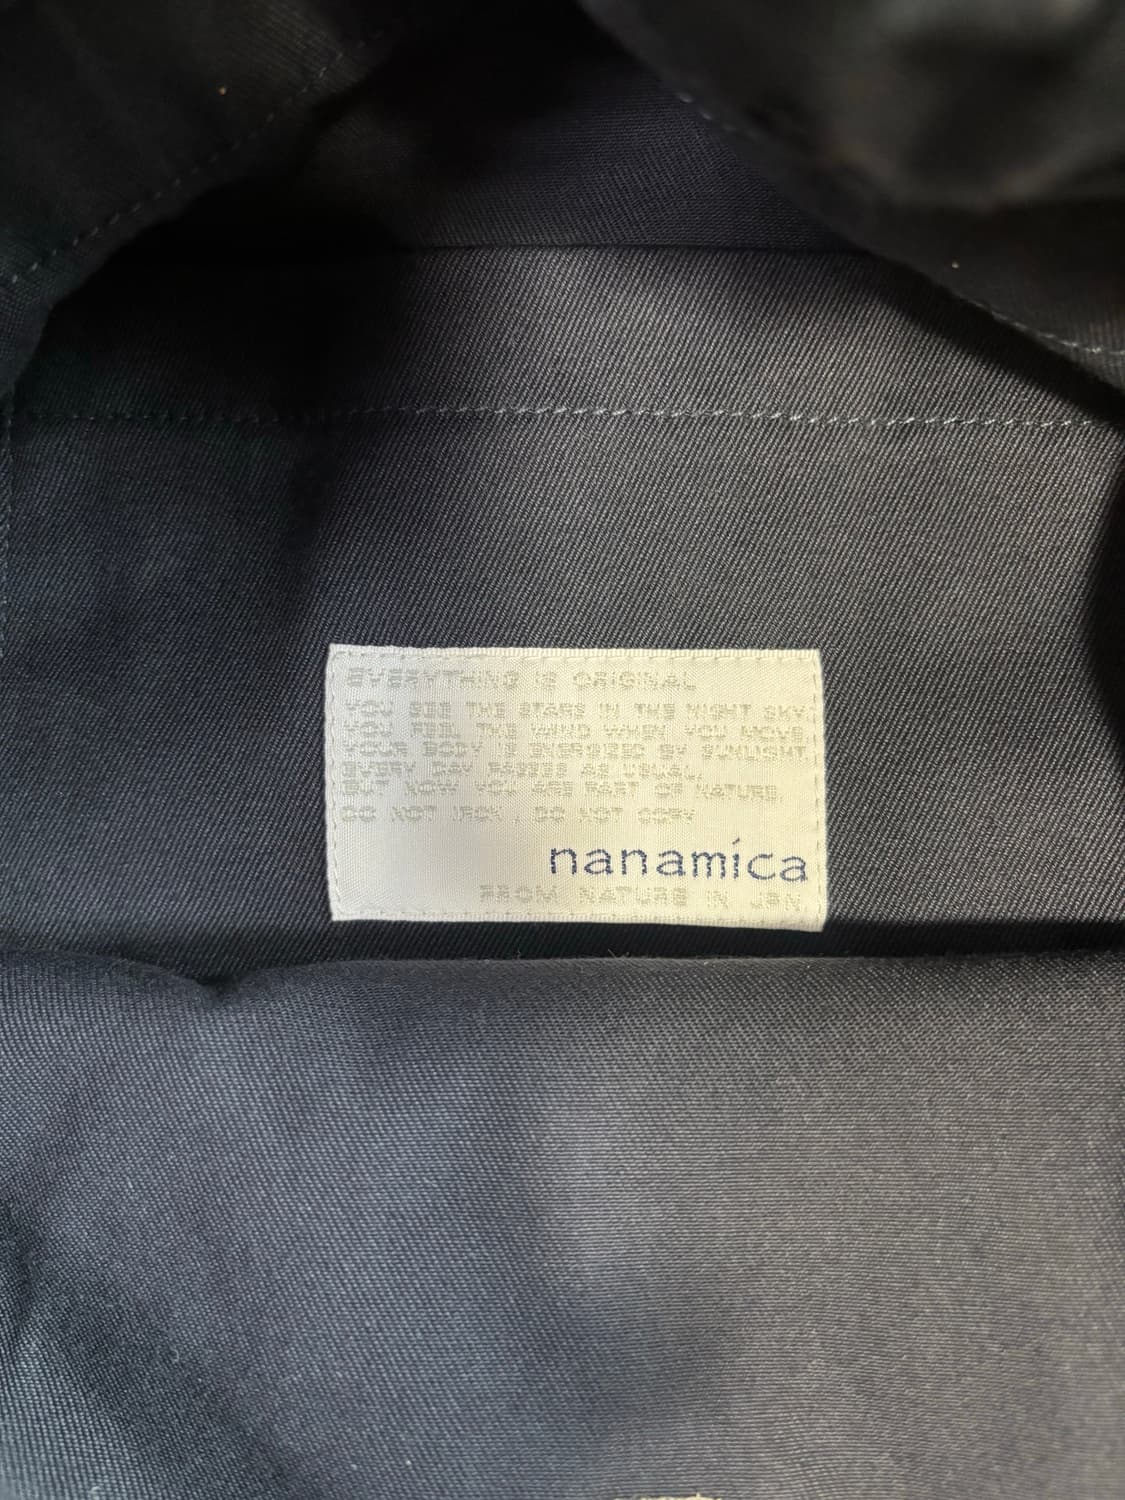 EVERYTHING IS ORIGINAL
YOU SEE THE STARS IN THE NIGHT SKY.
YOU FEEL THE WIND WHEN YOU MOVE.
YOUR BODY IS ENERGIZED BY SUNLIGHT.
EVERY DAY PASSES AS USUAL.
BUT NOW YOU ARE PART OF NATURE.
DO NOT IRON, DO NOT COPY
nanamica
FROM NATURE IN JPN